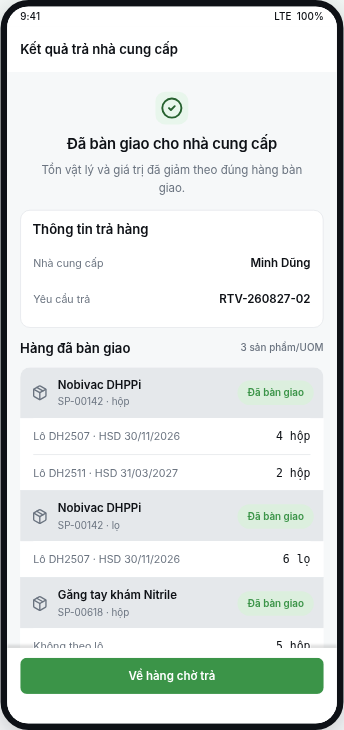 9:41 LTE 100%
Kết quả trả nhà cung cấp
Đã bàn giao cho nhà cung cấp
Tồn vật lý và giá trị đã giảm theo đúng hàng bàn
giao.
Thông tin trả hàng
Nhà cung cấp Minh Dũng
Yêu cầu trả RTV-260827-02
Hàng đã bàn giao 3 sản phẩm/UOM
Nobivac DHPPi
SP-00142 · hộp
Đã bàn giao
Lô DH2507 · HSD 30/11/2026 4 hộp
Lô DH2511 · HSD 31/03/2027 2 hộp
Nobivac DHPPi
SP-00142 · lọ
Đã bàn giao
Lô DH2507 · HSD 30/11/2026 6 lọ
Găng tay khám Nitrile
SP-00618 · hộp
Đã bàn giao
Không theo lô 5 hộp
Về hàng chờ trả